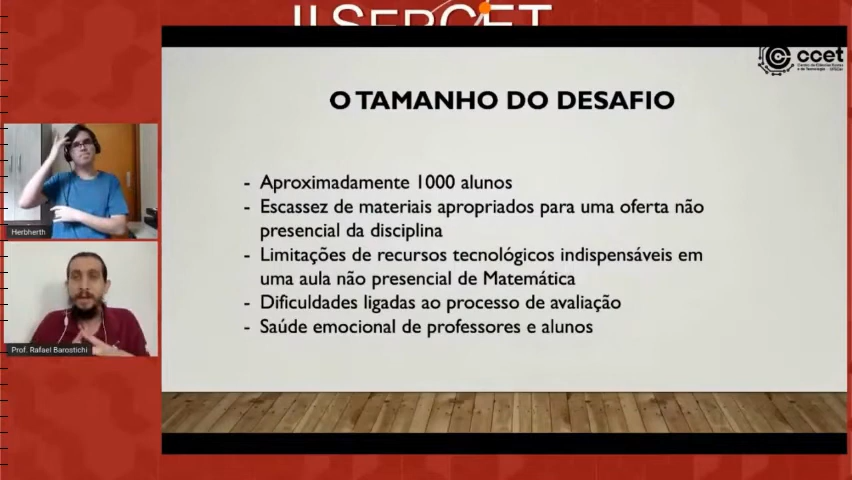 II SERCET
ccet
O TAMANHO DO DESAFIO
- Aproximadamente 1000 alunos
- Escassez de materiais apropriados para uma oferta não
presencial da disciplina
- Limitações de recursos tecnológicos indispensáveis em
uma aula não presencial de Matemática
- Dificuldades ligadas ao processo de avaliação
- Saúde emocional de professores e alunos
Herbherth
Prof. Rafael Barostichi